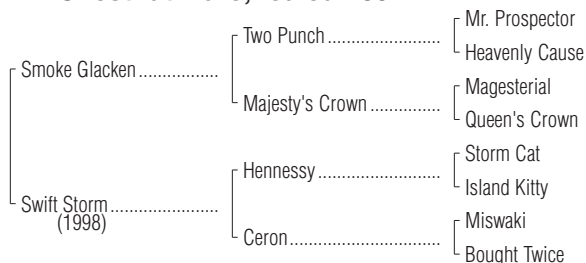 Mr. Prospector
Two Punch
Heavenly Cause
Smoke Glacken
Magesterial
Majesty's Crown
Queen's Crown
Storm Cat
Hennessy
Island Kitty
Swift Storm
(1998)
Miswaki
Ceron
Bought Twice